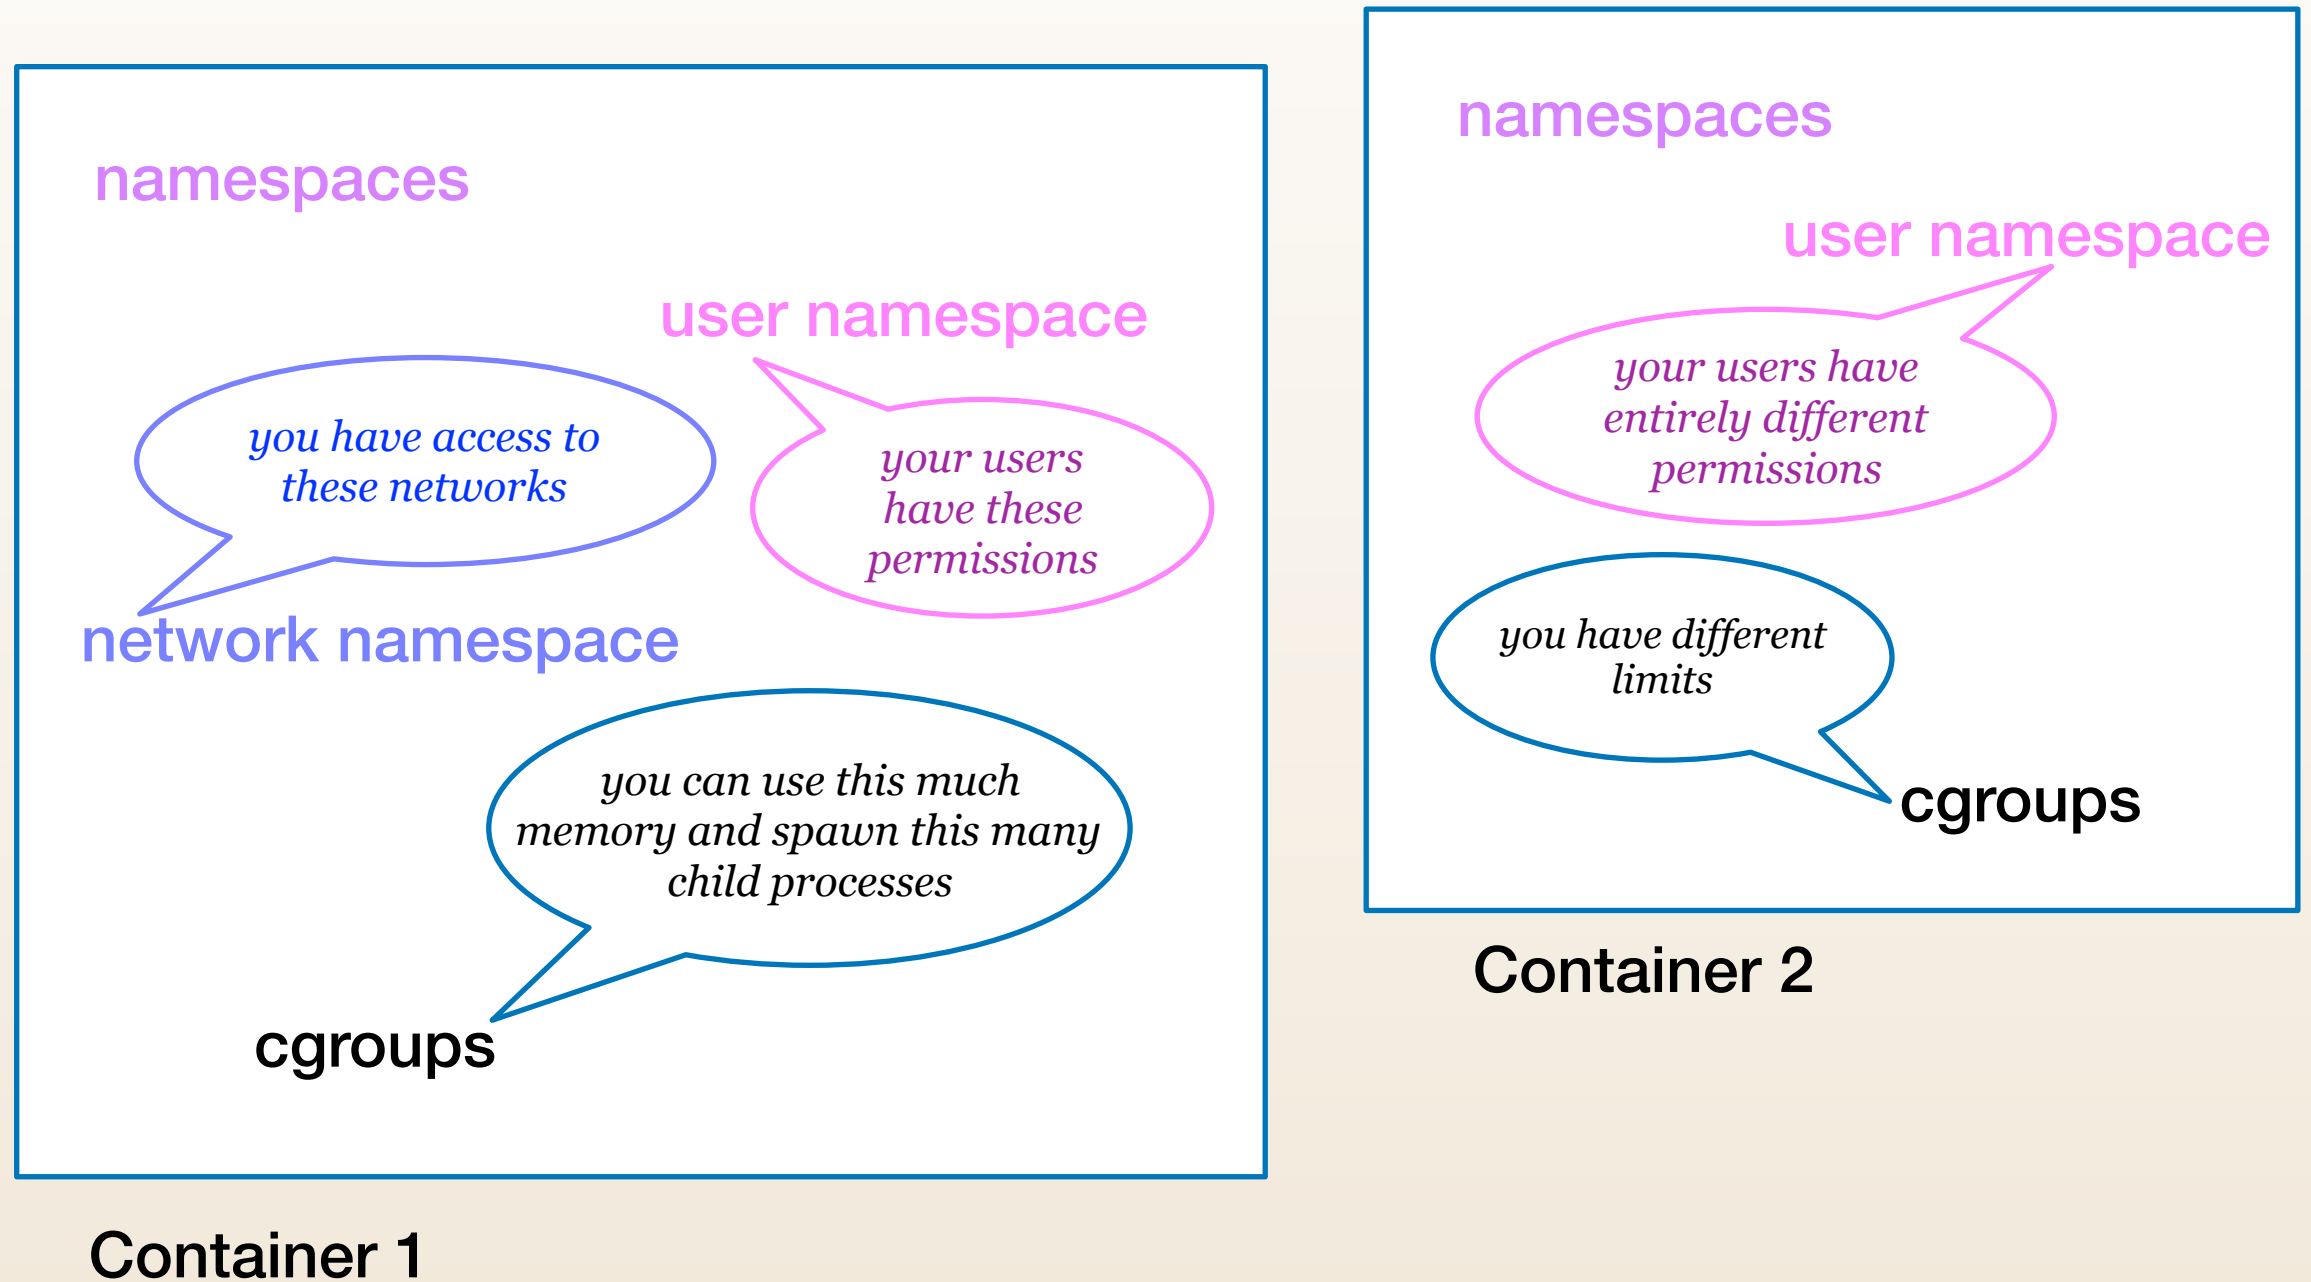 namespaces
user namespace
you have access to
these networks
your users
have these
permissions
network namespace
you can use this much
memory and spawn this many
child processes
cgroups
Container 1
namespaces
user namespace
your users have
entirely different
permissions
you have different
limits
cgroups
Container 2